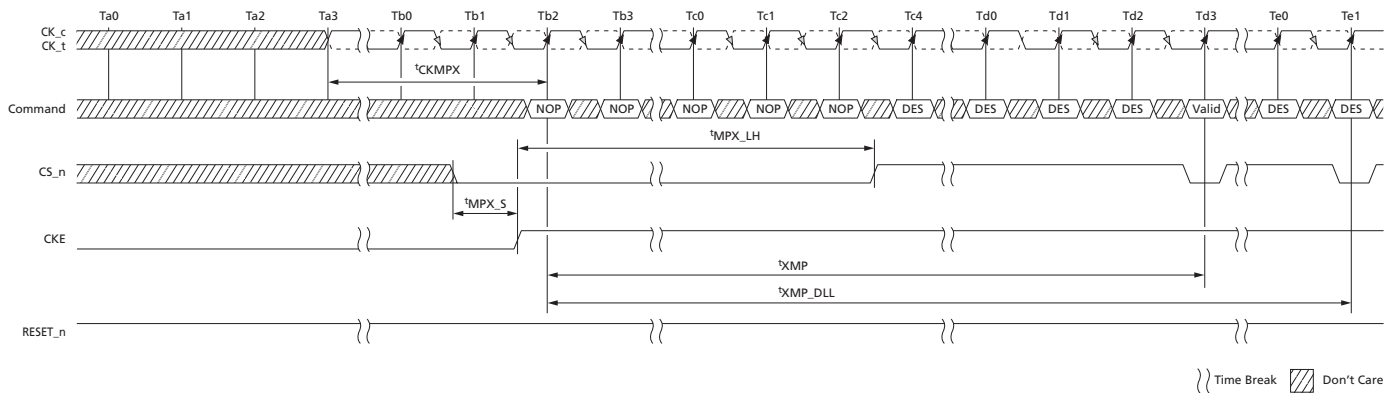 Ta0 Ta1 Ta2 Ta3 Tb0 Tb1 Tb2 Tb3 Tc0 Tc1 Tc2 Tc4 Td0 Td1 Td2 Td3 Te0 Te1
CK_c
CK_t
tCKMPX
Command NOP NOP NOP NOP NOP DES DES DES DES Valid DES DES
tMPX_LH
CS_n
tMPX_S
CKE
tXMP
tXMP_DLL
RESET_n
Time Break Don't Care